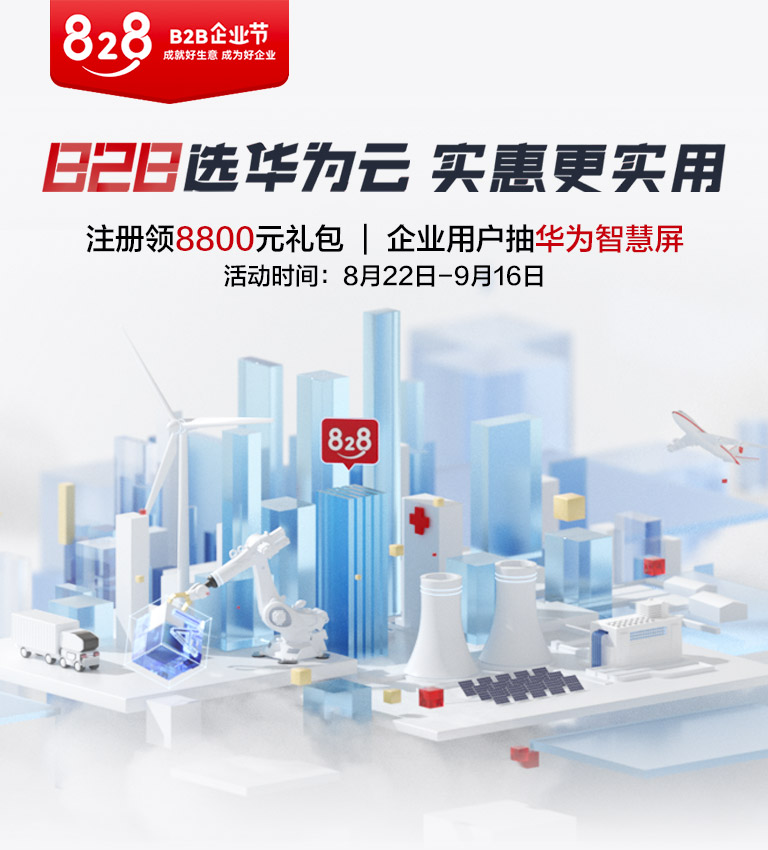 828 B2B企业节
成就好生意 成为好企业
B2B选华为云 实惠更实用
注册领8800元礼包 | 企业用户抽华为智慧屏
活动时间：8月22日-9月16日
828